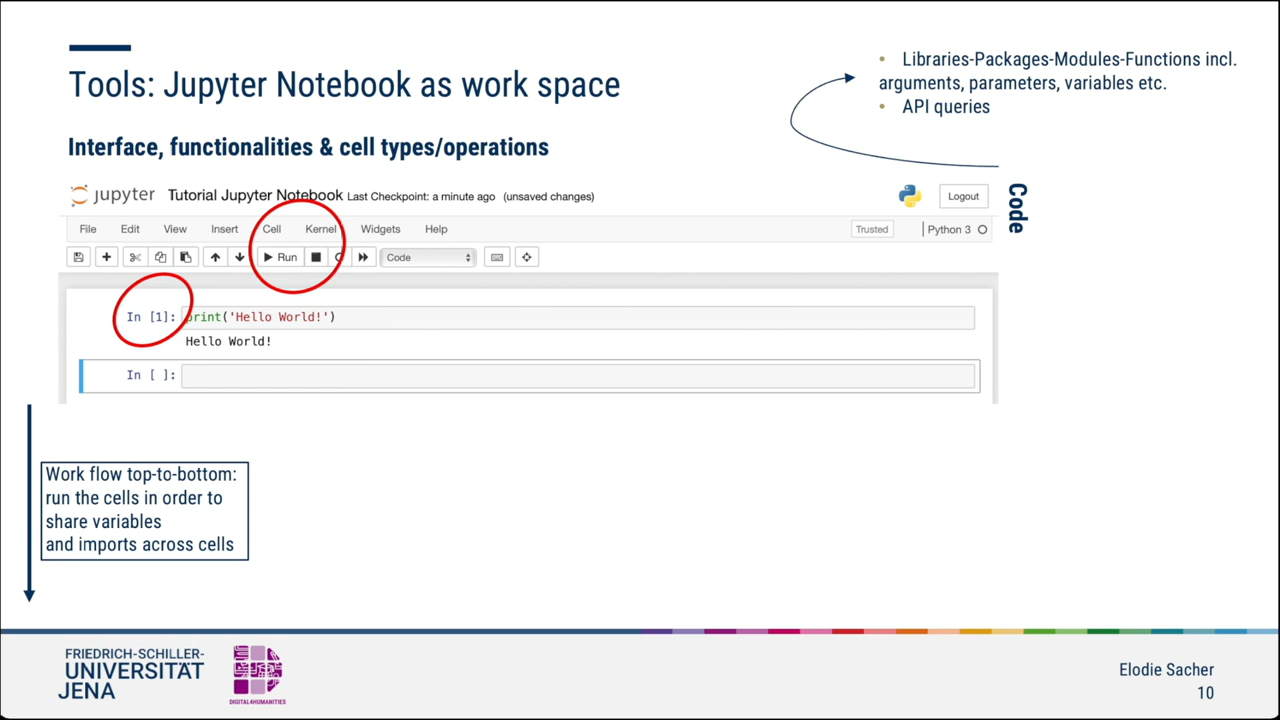 Tools: Jupyter Notebook as work space
Interface, functionalities & cell types/operations
• Libraries-Packages-Modules-Functions incl.
arguments, parameters, variables etc.
• API queries
Code
jupyter Tutorial Jupyter Notebook Last Checkpoint: a minute ago (unsaved changes) Logout
File Edit View Insert Cell Kernel Widgets Help Trusted Python 3
Run Code
In [1]: print('Hello World!')
Hello World!
In [ ]:
Work flow top-to-bottom:
run the cells in order to
share variables
and imports across cells
FRIEDRICH-SCHILLER-
UNIVERSITÄT
JENA
DIGITAL4HUMANITIES
Elodie Sacher
10